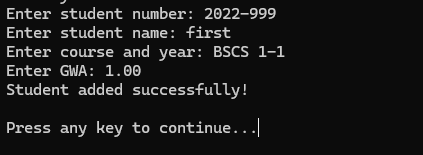 Enter student number: 2022-999
Enter student name: first
Enter course and year: BSCS 1-1
Enter GWA: 1.00
Student added successfully!
Press any key to continue...